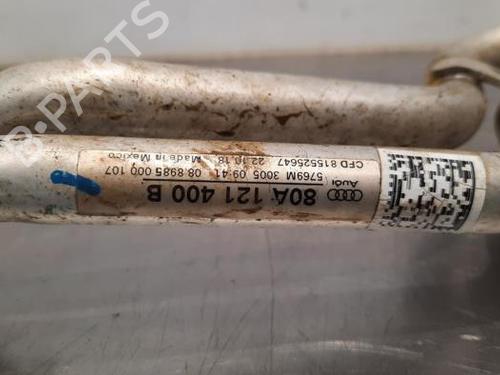 Audi
80A 121 400 B
5769M 3005 09:41 08.8985 000 107
CFD 815525647 22.10.18 Made in Mexico
B-PARTS